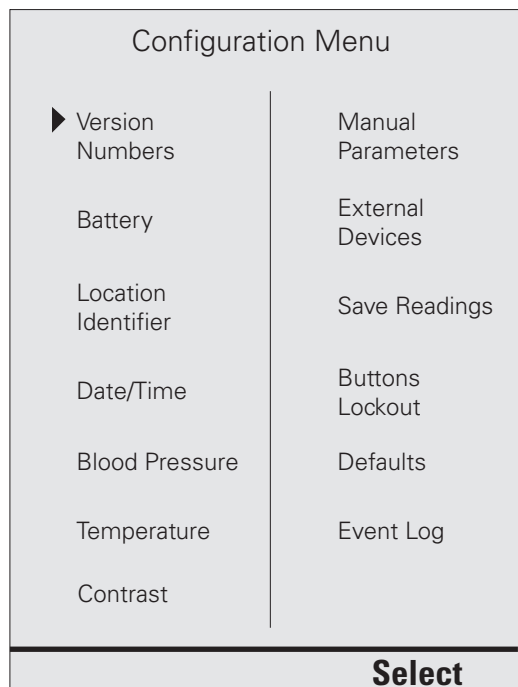 Configuration Menu
Version
Numbers
Battery
Location
Identifier
Date/Time
Blood Pressure
Temperature
Contrast
Manual
Parameters
External
Devices
Save Readings
Buttons
Lockout
Defaults
Event Log
Select